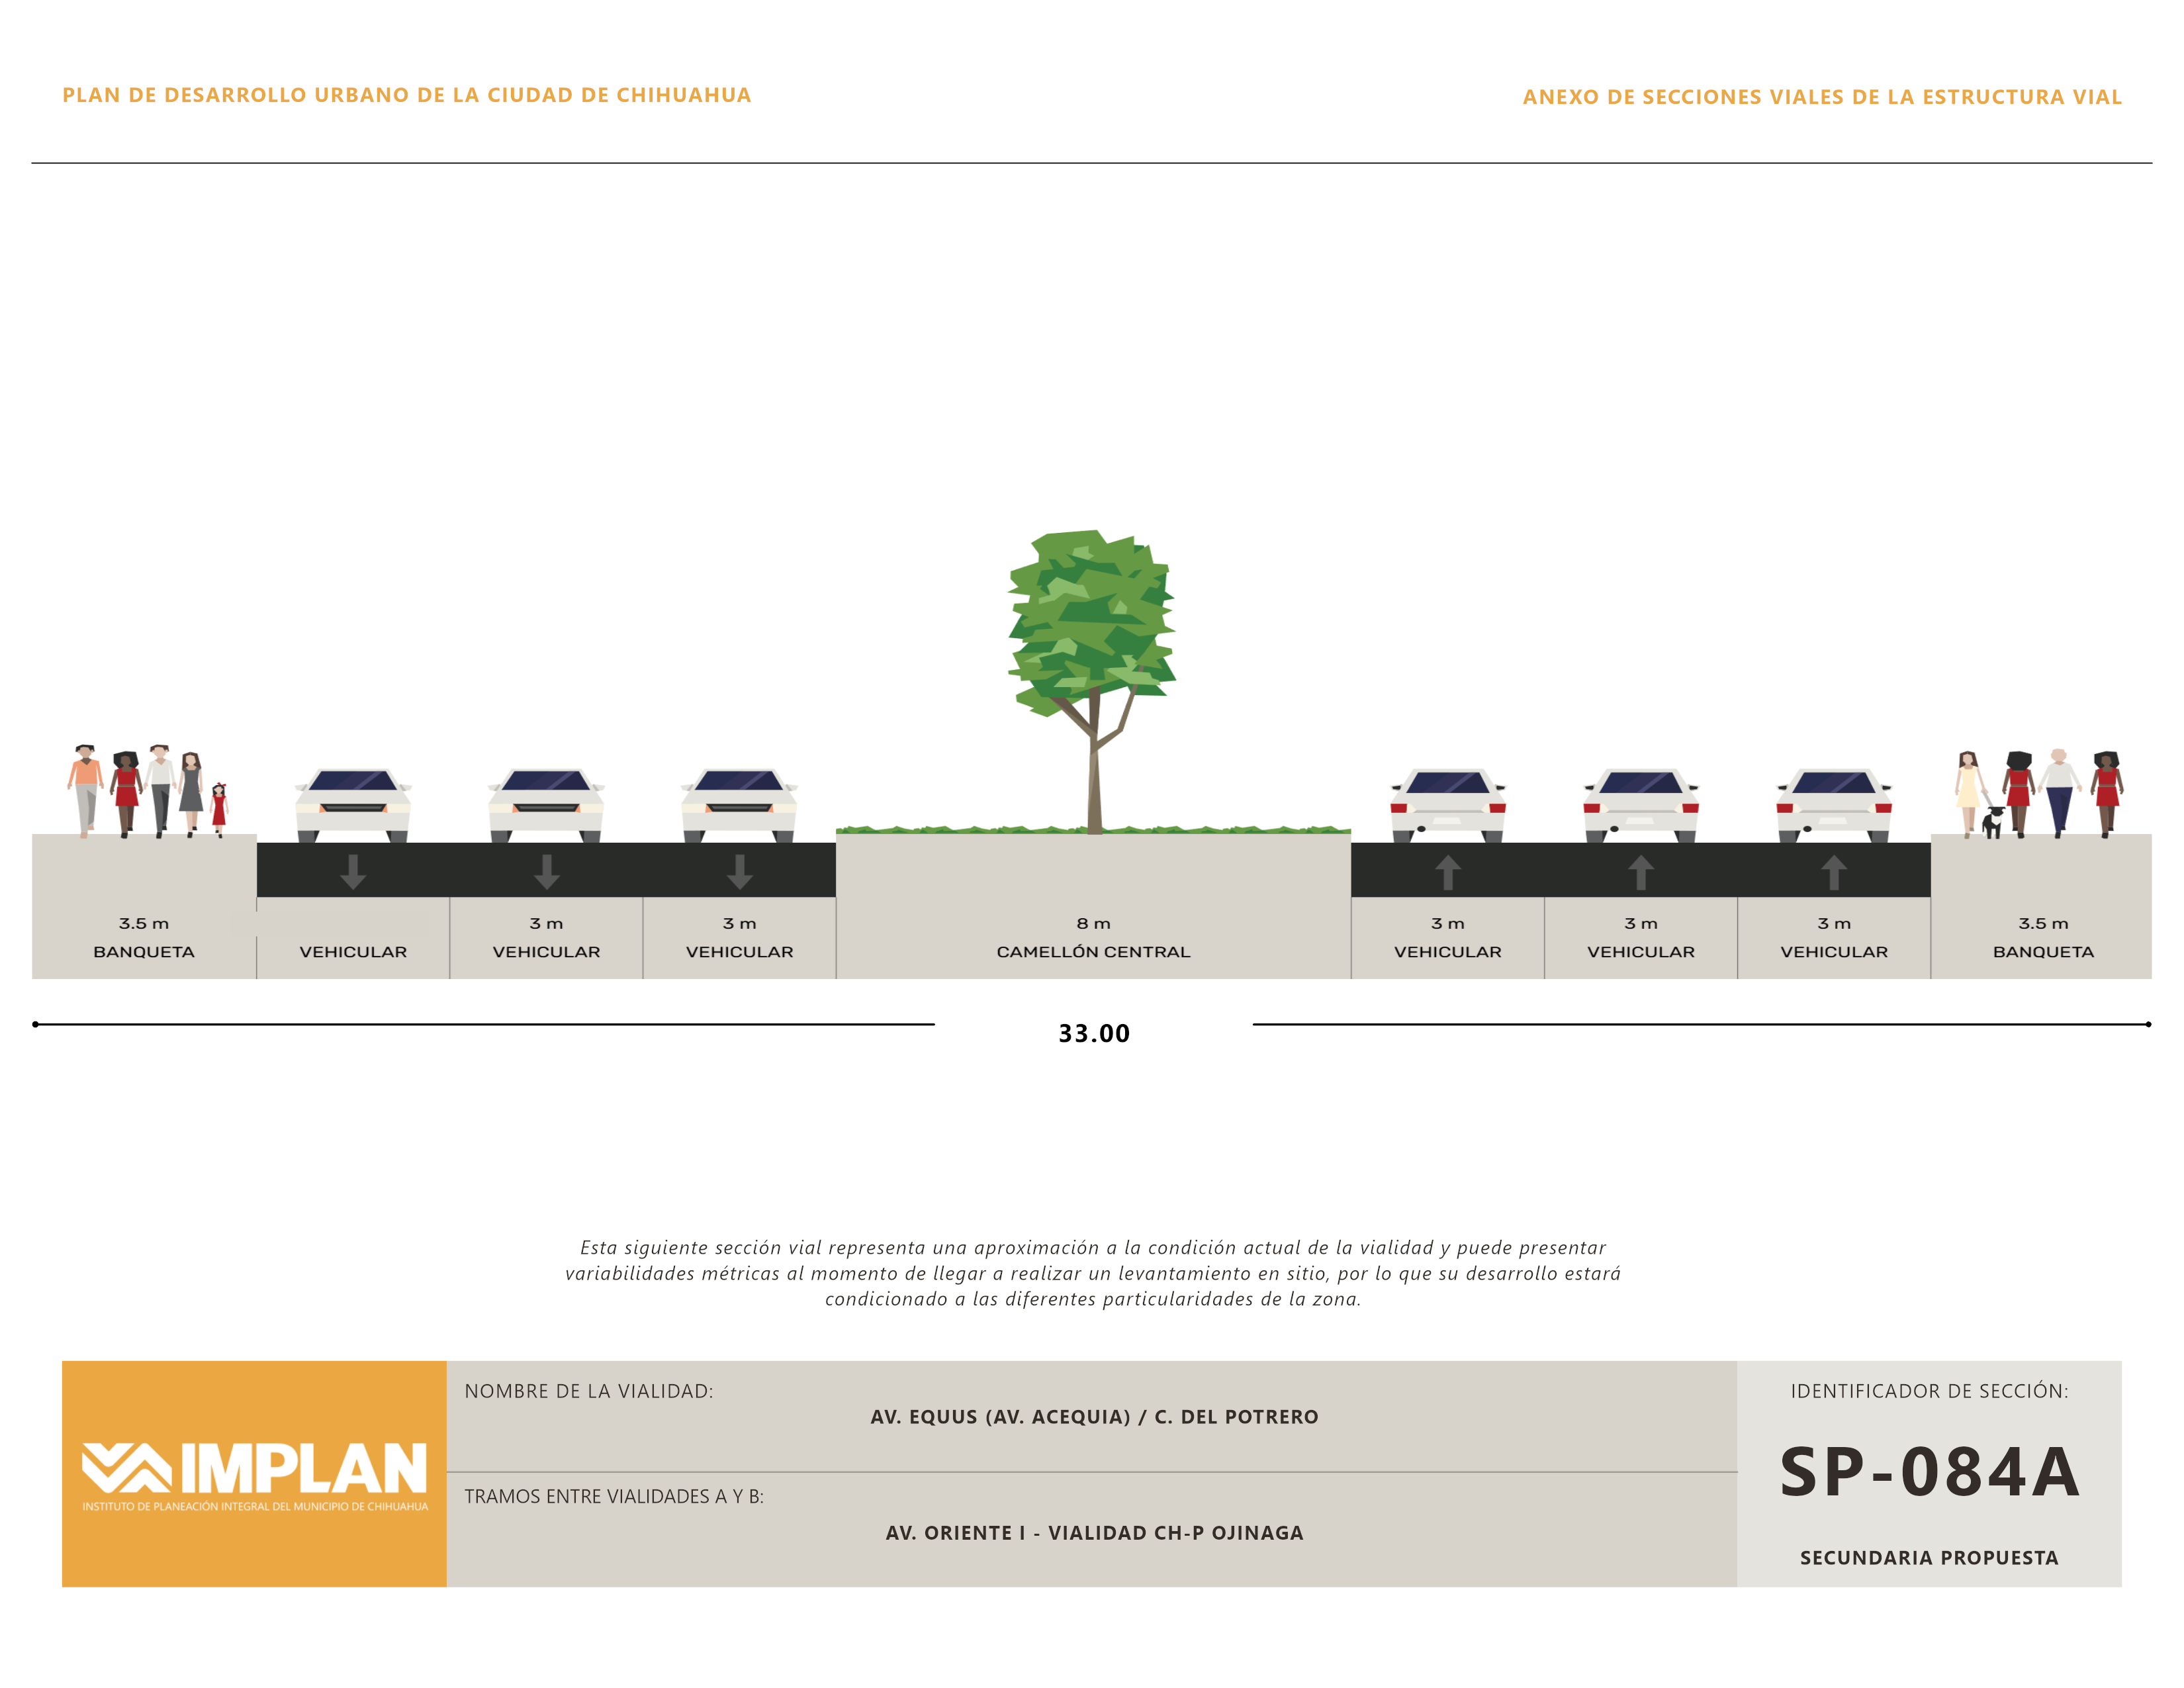 PLAN DE DESARROLLO URBANO DE LA CIUDAD DE CHIHUAHUA
ANEXO DE SECCIONES VIALES DE LA ESTRUCTURA VIAL
3.5 m
BANQUETA
VEHICULAR
3 m
VEHICULAR
3 m
VEHICULAR
8 m
CAMELLÓN CENTRAL
3 m
VEHICULAR
3 m
VEHICULAR
3 m
VEHICULAR
3.5 m
BANQUETA
33.00
Esta siguiente sección vial representa una aproximación a la condición actual de la vialidad y puede presentar
variabilidades métricas al momento de llegar a realizar un levantamiento en sitio, por lo que su desarrollo estará
condicionado a las diferentes particularidades de la zona.
IMPLAN
INSTITUTO DE PLANEACIÓN INTEGRAL DEL MUNICIPIO DE CHIHUAHUA
NOMBRE DE LA VIALIDAD:
AV. EQUUS (AV. ACEQUIA) / C. DEL POTRERO
TRAMOS ENTRE VIALIDADES A Y B:
AV. ORIENTE I - VIALIDAD CH-P OJINAGA
IDENTIFICADOR DE SECCIÓN:
SP-084A
SECUNDARIA PROPUESTA